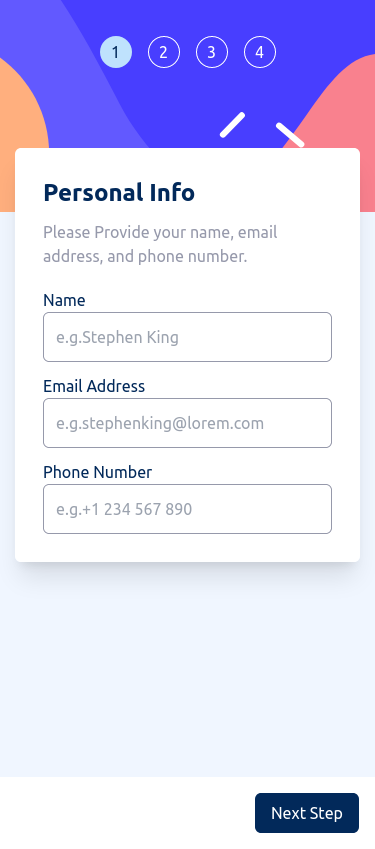 1 2 3 4
Personal Info
Please Provide your name, email
address, and phone number.
Name
e.g.Stephen King
Email Address
e.g.stephenking@lorem.com
Phone Number
e.g.+1 234 567 890
Next Step